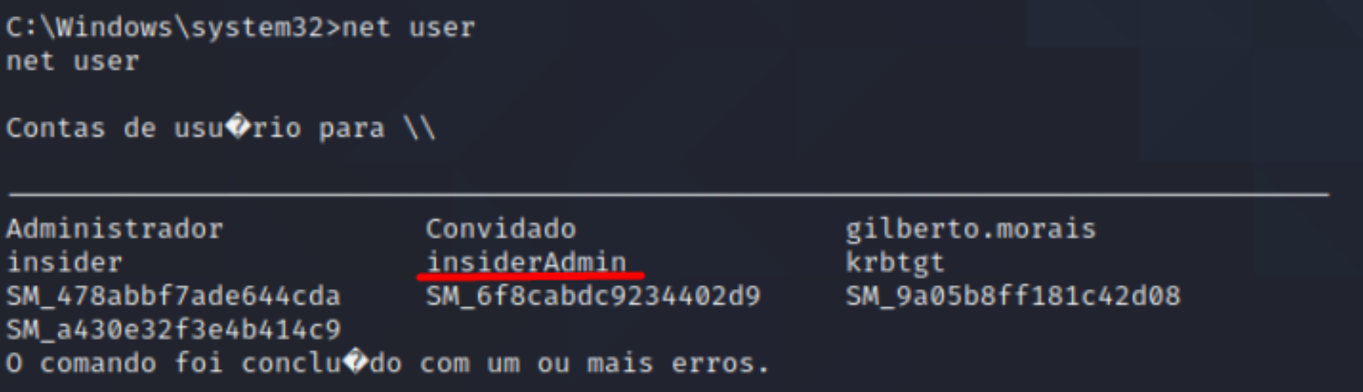 C:\Windows\system32>net user
net user
Contas de usu�rio para \\
Administrador Convidado gilberto.morais
insider insiderAdmin krbtgt
SM_478abbf7ade644cda SM_6f8cabdc9234402d9 SM_9a05b8ff181c42d08
SM_a430e32f3e4b414c9
O comando foi conclu�do com um ou mais erros.